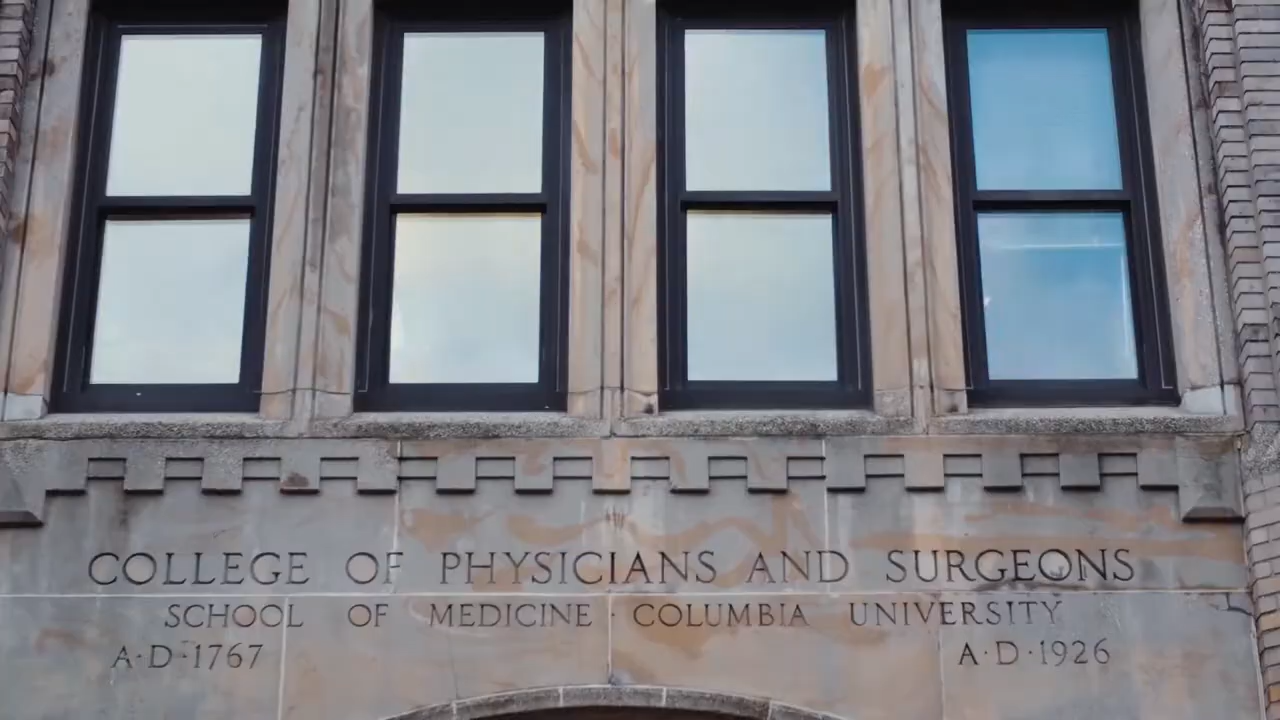 COLLEGE OF PHYSICIANS AND SURGEONS
SCHOOL OF MEDICINE · COLUMBIA UNIVERSITY
A·D·1767 A·D·1926